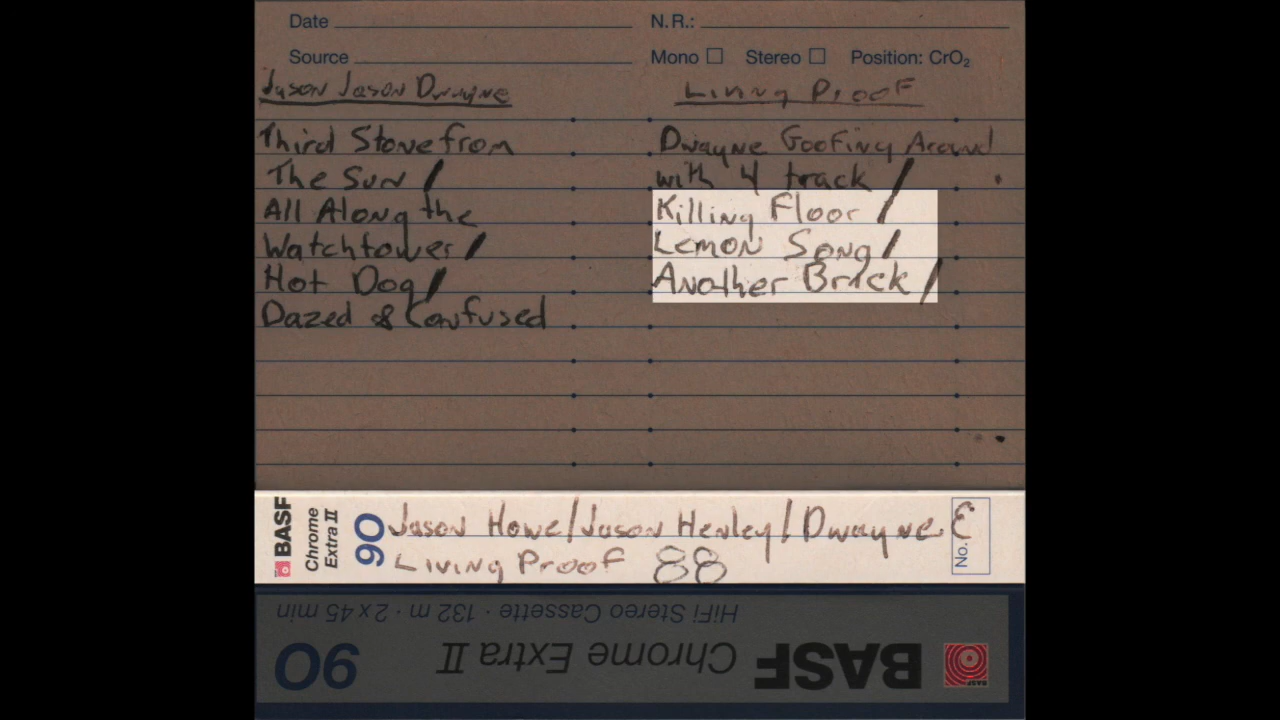 Date
N.R.:
Source
Mono Stereo Position: CrO₂
Jason Jason Dwayne
Living Proof
Third Stone from
The Sun /
All Along the
Watchtower /
Hot Dog /
Dazed & Confused
Dwayne Goofing Around
with 4 track /
Killing Floor /
Lemon Song /
Another Brick /
BASF
Chrome
Extra II
90
Jason Howe/Jason Henley/Dwayne E
Living Proof 88
No.
HiFi Stereo Cassette · 132 m · 2 x 45 min
BASF Chrome Extra II 90
BASF